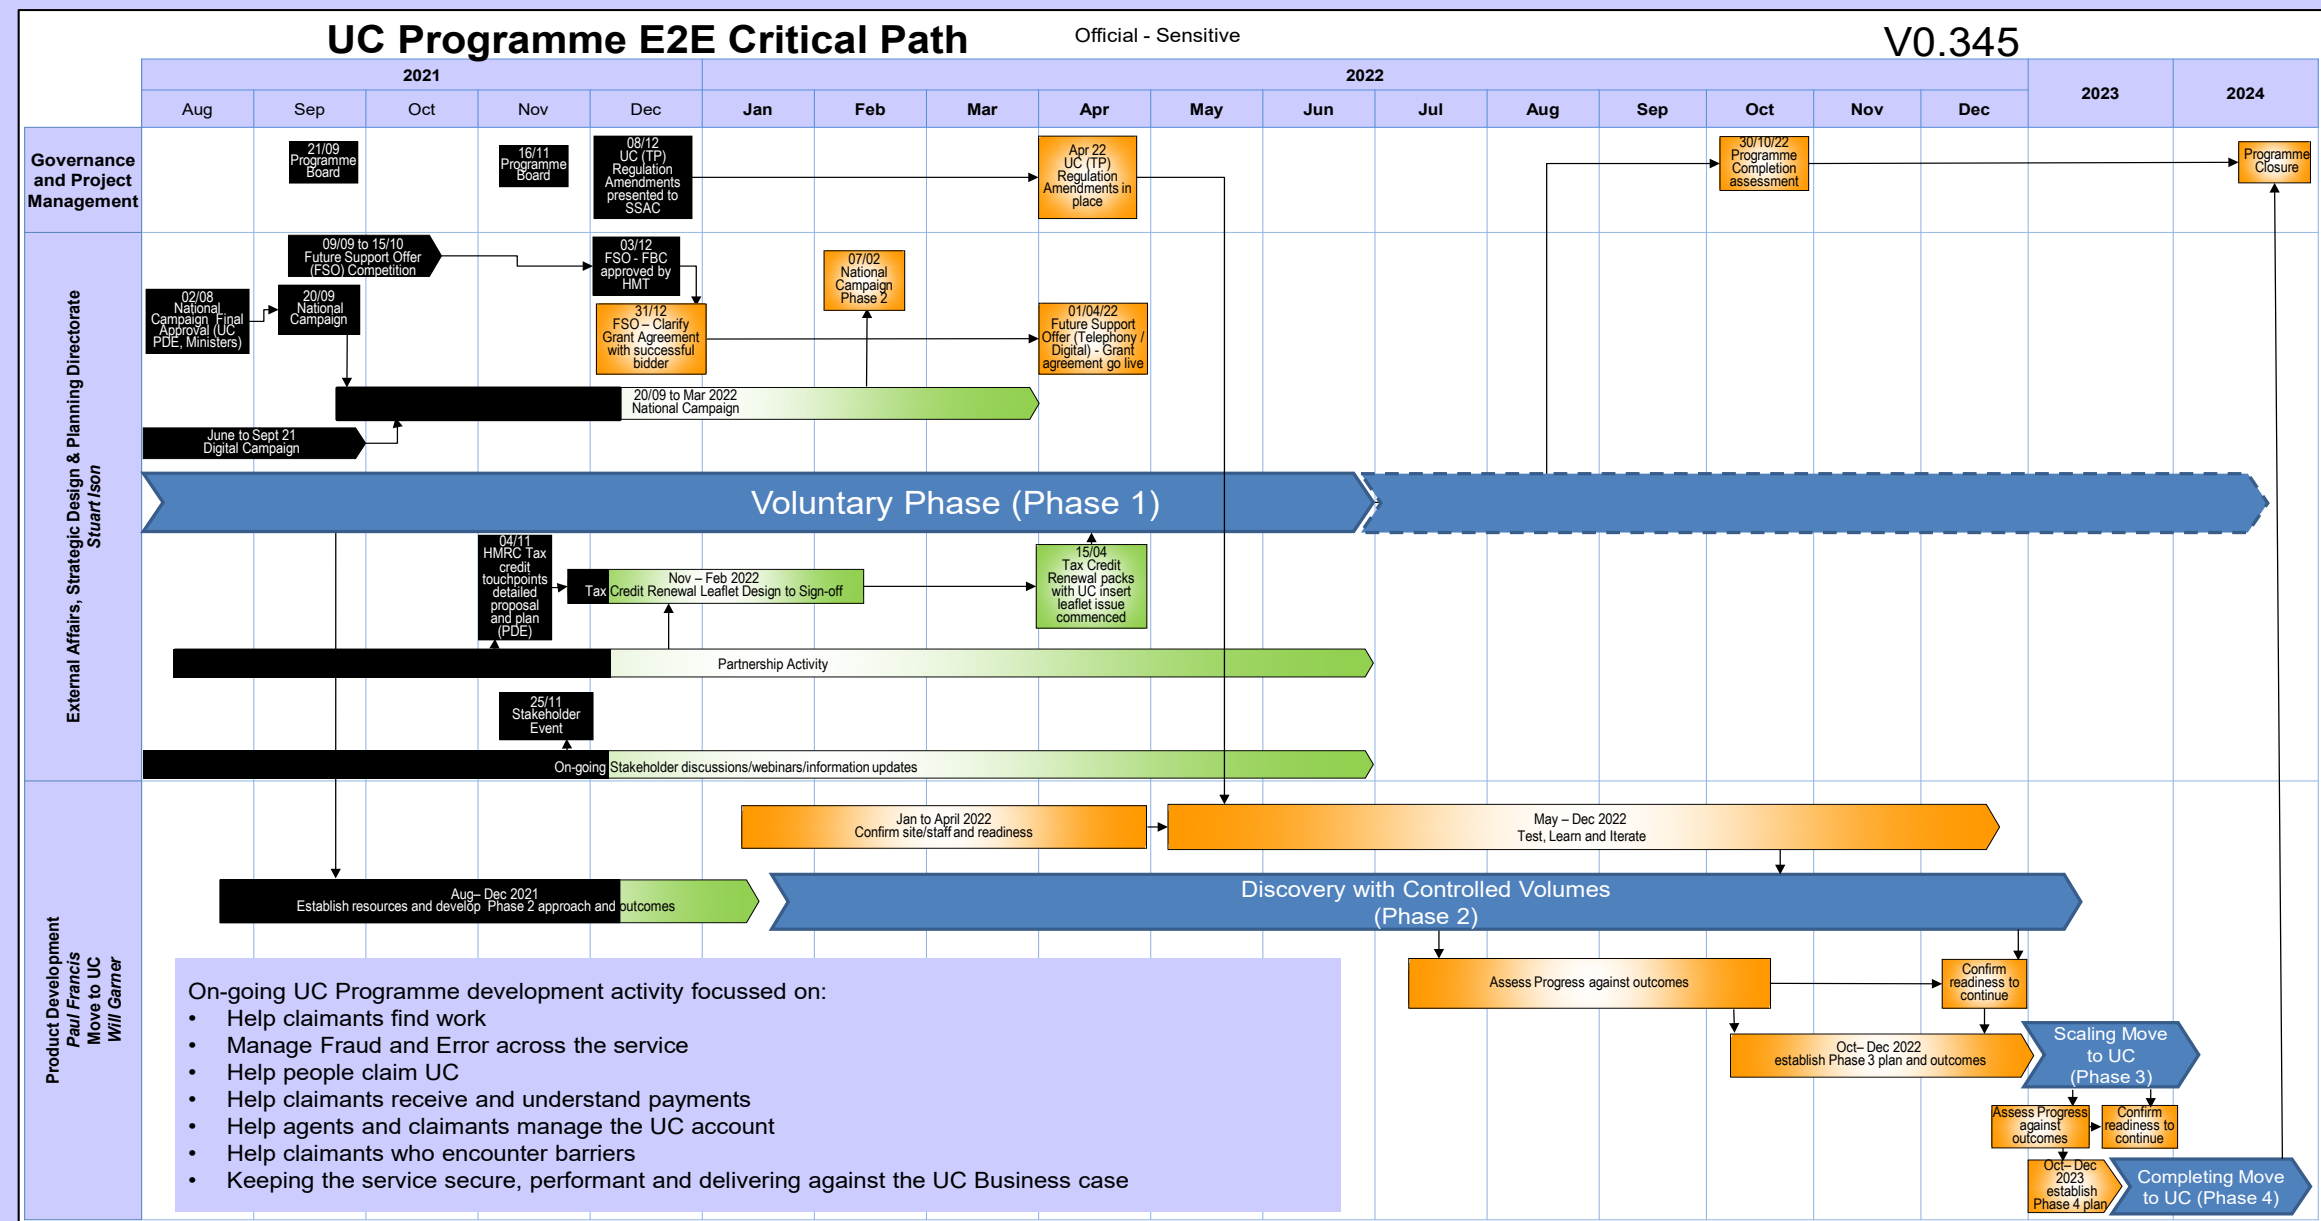 UC Programme E2E Critical Path
Official - Sensitive
V0.345
2021
2022
2023
2024
Aug
Sep
Oct
Nov
Dec
Jan
Feb
Mar
Apr
May
Jun
Jul
Aug
Sep
Oct
Nov
Dec
Governance
and Project
Management
21/09
Programme
Board
16/11
Programme
Board
08/12
UC (TP)
Regulation
Amendments
presented to
SSAC
Apr 22
UC (TP)
Regulation
Amendments in
place
30/10/22
Programme
Completion
assessment
Programme
Closure
External Affairs, Strategic Design & Planning Directorate
Stuart Ison
09/09 to 15/10
Future Support Offer
(FSO) Competition
03/12
FSO - FBC
approved by
HMT
07/02
National
Campaign
Phase 2
02/08
National
Campaign Final
Approval (UC
PDE, Ministers)
20/09
National
Campaign
31/12
FSO – Clarify
Grant Agreement
with successful
bidder
01/04/22
Future Support
Offer (Telephony /
Digital) - Grant
agreement go live
20/09 to Mar 2022
National Campaign
June to Sept 21
Digital Campaign
Voluntary Phase (Phase 1)
04/11
HMRC Tax
credit
touchpoints
detailed
proposal
and plan
(PDE)
Nov – Feb 2022
Tax Credit Renewal Leaflet Design to Sign-off
15/04
Tax Credit
Renewal packs
with UC insert
leaflet issue
commenced
Partnership Activity
25/11
Stakeholder
Event
On-going Stakeholder discussions/webinars/information updates
Product Development
Paul Francis
Move to UC
Will Garner
Jan to April 2022
Confirm site/staff and readiness
May – Dec 2022
Test, Learn and Iterate
Aug– Dec 2021
Establish resources and develop Phase 2 approach and outcomes
Discovery with Controlled Volumes
(Phase 2)
Assess Progress against outcomes
Confirm
readiness to
continue
Oct– Dec 2022
establish Phase 3 plan and outcomes
Scaling Move
to UC
(Phase 3)
Assess Progress
against
outcomes
Confirm
readiness to
continue
Oct– Dec
2023
establish
Phase 4 plan
Completing Move
to UC (Phase 4)
On-going UC Programme development activity focussed on:
• Help claimants find work
• Manage Fraud and Error across the service
• Help people claim UC
• Help claimants receive and understand payments
• Help agents and claimants manage the UC account
• Help claimants who encounter barriers
• Keeping the service secure, performant and delivering against the UC Business case